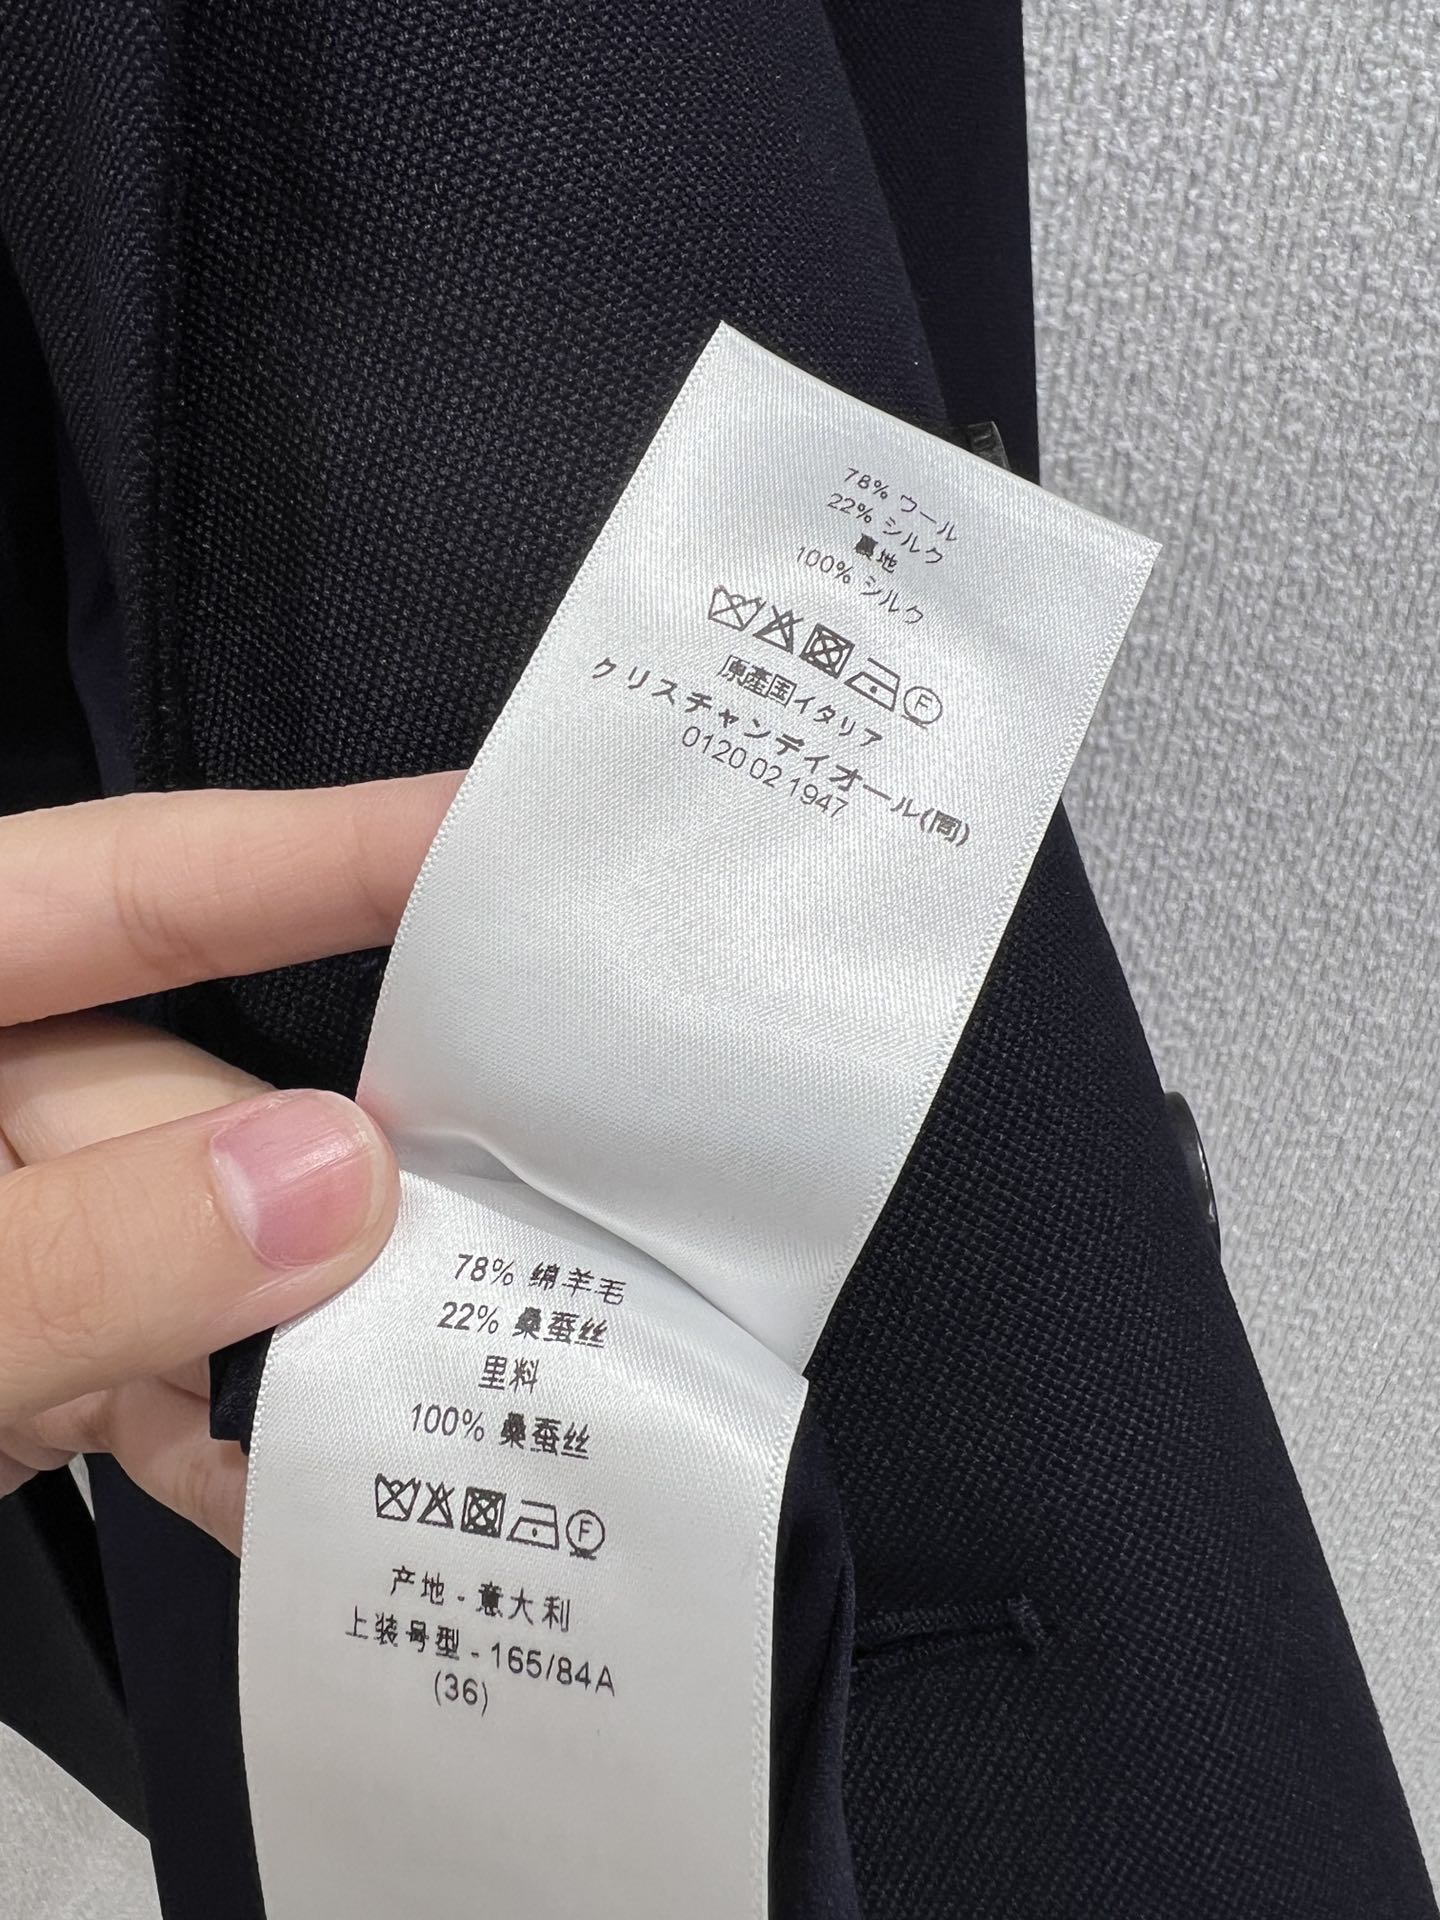 78% ウール
22% シルク
裏地
100% シルク
F
原産国イタリア
クリスチャンディオール(問)
0120 02 1947
78% 绵羊毛
22% 桑蚕丝
里料
100% 桑蚕丝
F
产地 - 意大利
上装号型 - 165/84A
(36)